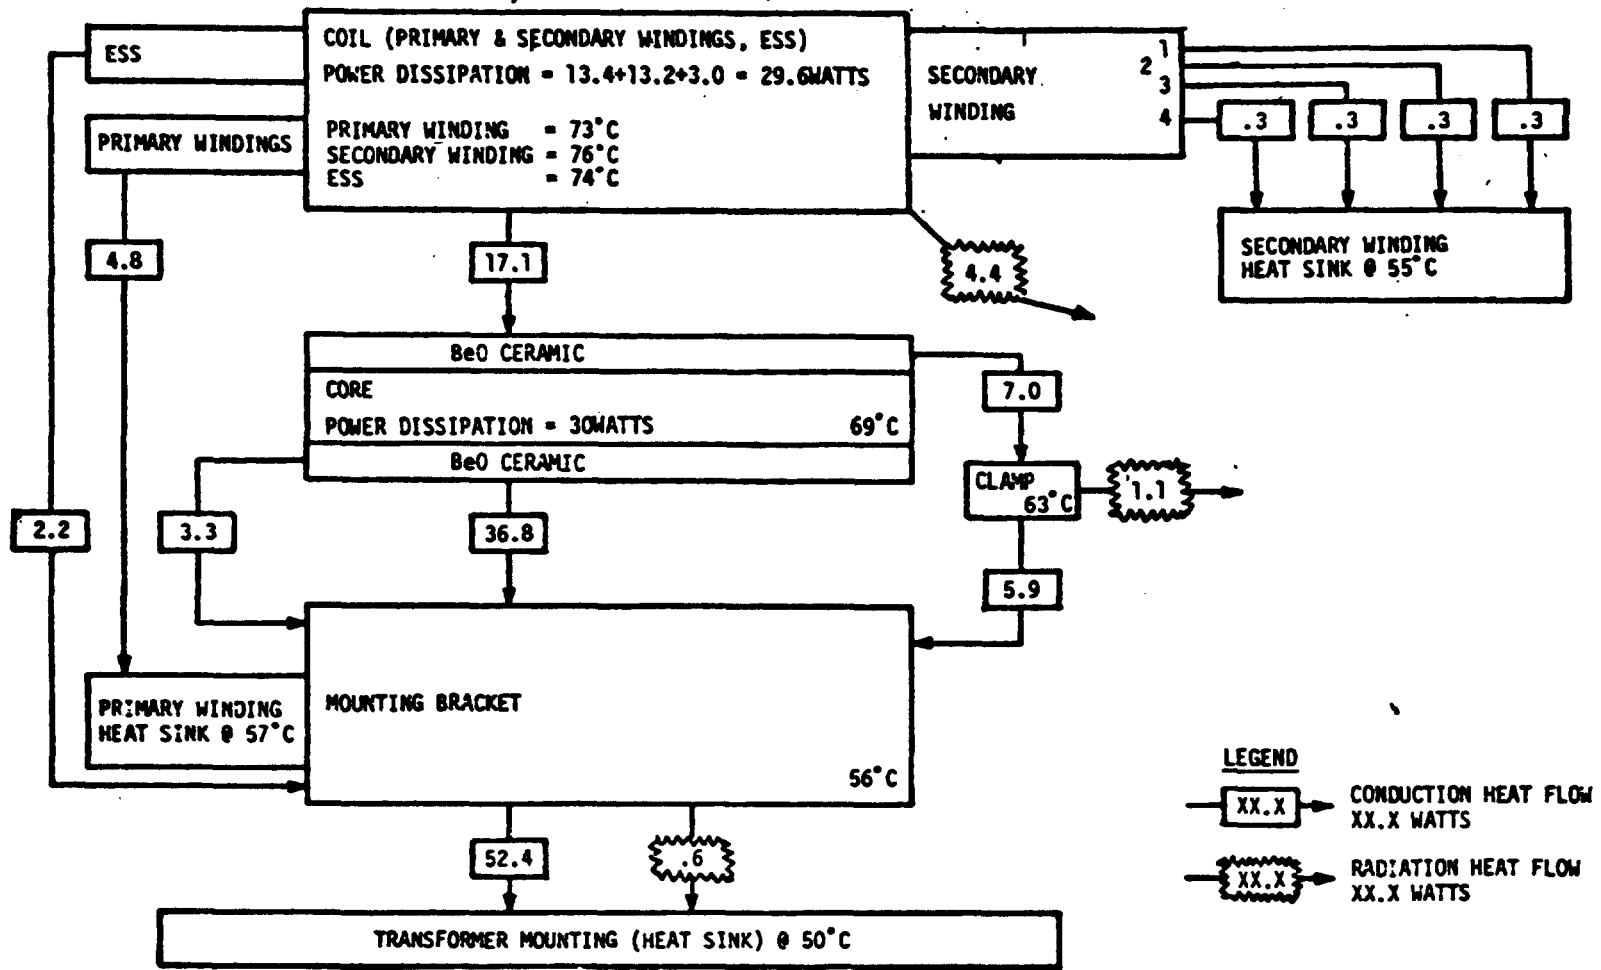 ESS
COIL (PRIMARY & SECONDARY WINDINGS, ESS)
POWER DISSIPATION = 13.4+13.2+3.0 = 29.6WATTS
PRIMARY WINDING = 73°C
SECONDARY WINDING = 76°C
ESS = 74°C
PRIMARY WINDINGS
SECONDARY
WINDING
1
2
3
4
.3
.3
.3
.3
SECONDARY WINDING
HEAT SINK @ 55°C
4.8
17.1
4.4
BeO CERAMIC
CORE
POWER DISSIPATION = 30WATTS
69°C
BeO CERAMIC
7.0
CLAMP
63°C
1.1
2.2
3.3
36.8
5.9
PRIMARY WINDING
HEAT SINK @ 57°C
MOUNTING BRACKET
56°C
52.4
.6
TRANSFORMER MOUNTING (HEAT SINK) @ 50°C
LEGEND
XX.X
CONDUCTION HEAT FLOW
XX.X WATTS
XX.X
RADIATION HEAT FLOW
XX.X WATTS